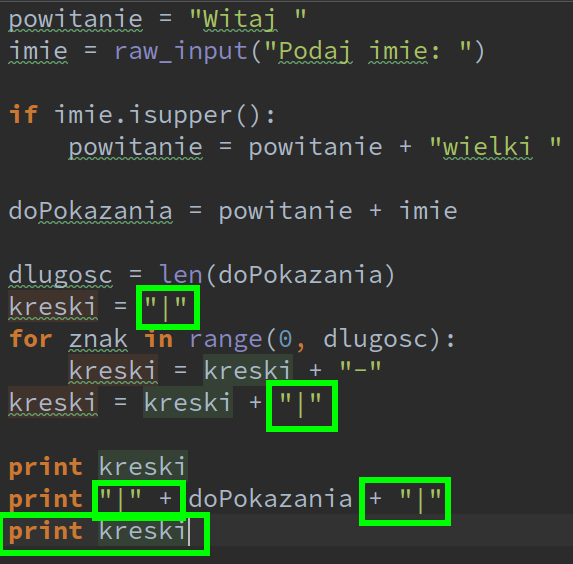 powitanie = "Witaj "
imie = raw_input("Podaj imie: ")
if imie.isupper():
powitanie = powitanie + "wielki "
doPokazania = powitanie + imie
dlugosc = len(doPokazania)
kreski = "|"
for znak in range(0, dlugosc):
kreski = kreski + "-"
kreski = kreski + "|"
print kreski
print "|" + doPokazania + "|"
print kreski